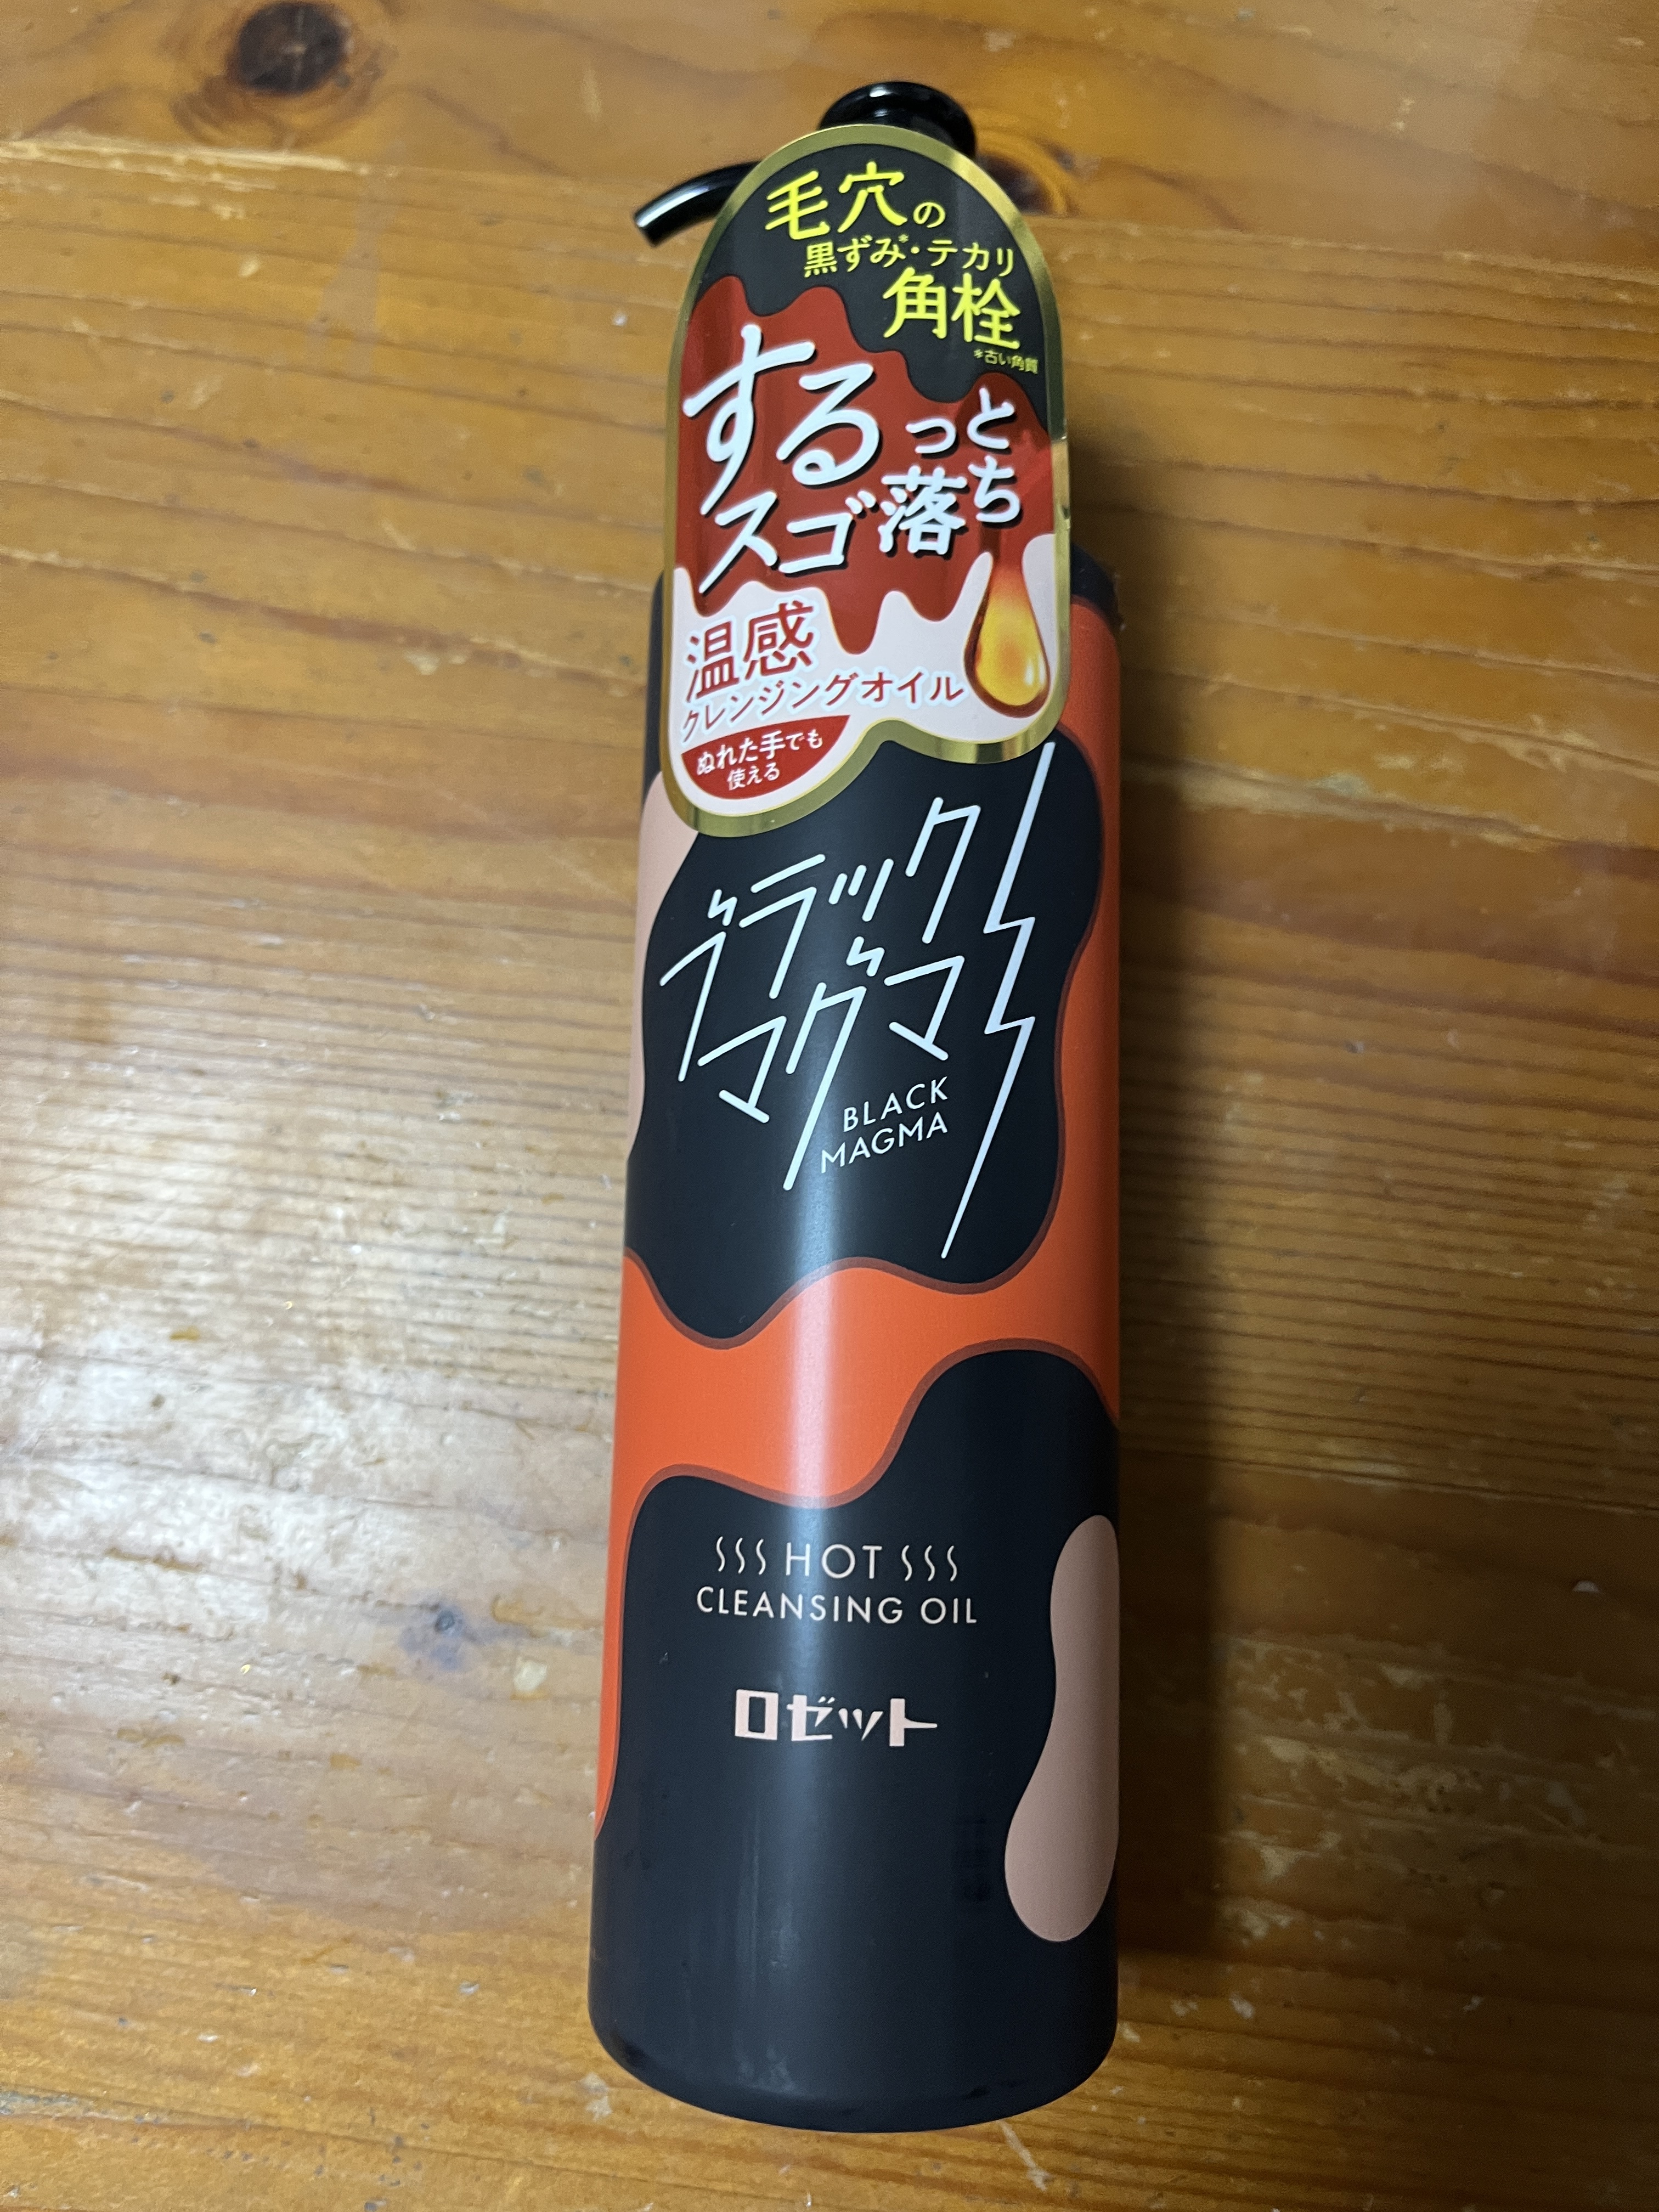 毛穴の
黒ずみ*・テカリ
角栓
*古い角質
するっと
スゴ落ち
温感
クレンジングオイル
ぬれた手でも
使える
ブラック
マグマ
BLACK
MAGMA
HOT
CLEANSING OIL
ロゼット